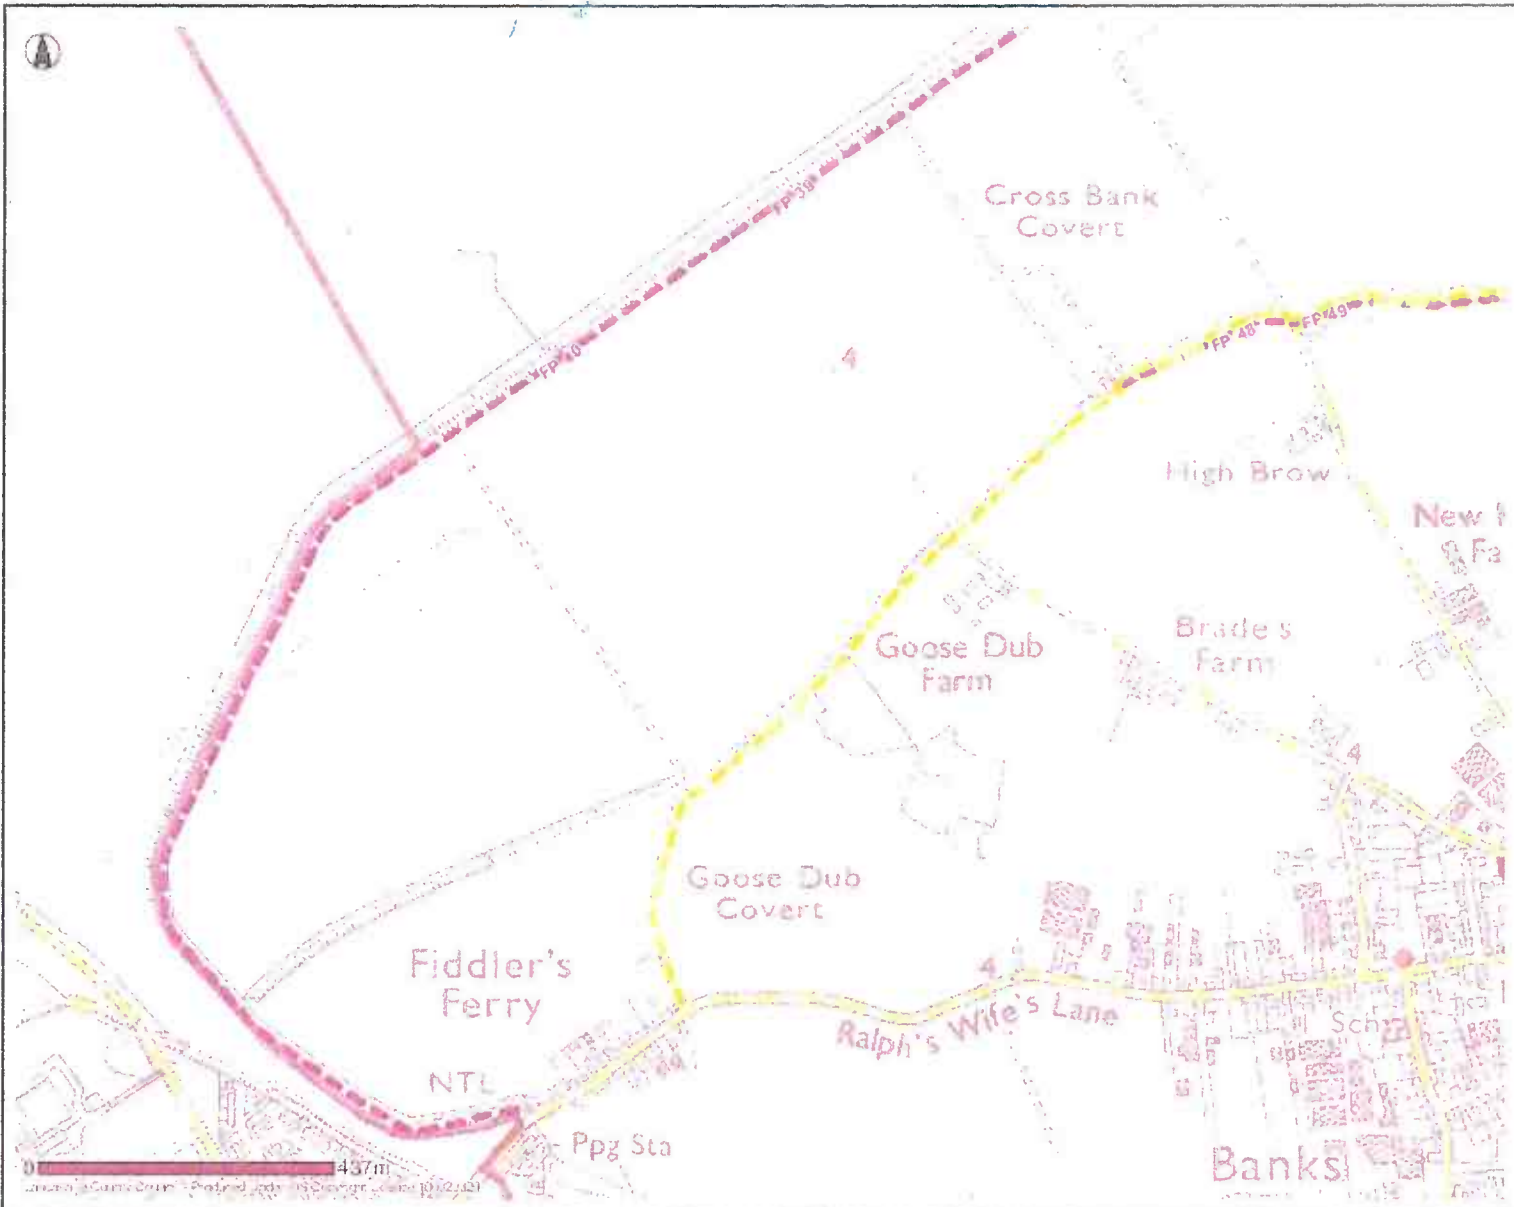 FP 39
Cross Bank
Covert
FP 48
FP 49
FP 40
4
High Brow
New
Goose Dub
Farm
Brade's
Farm
4
Goose Dub
Covert
Fiddler's
Ferry
4
Ralph's Wife's Lane
Sch
NTL
Ppg Sta
Banks
0
437m